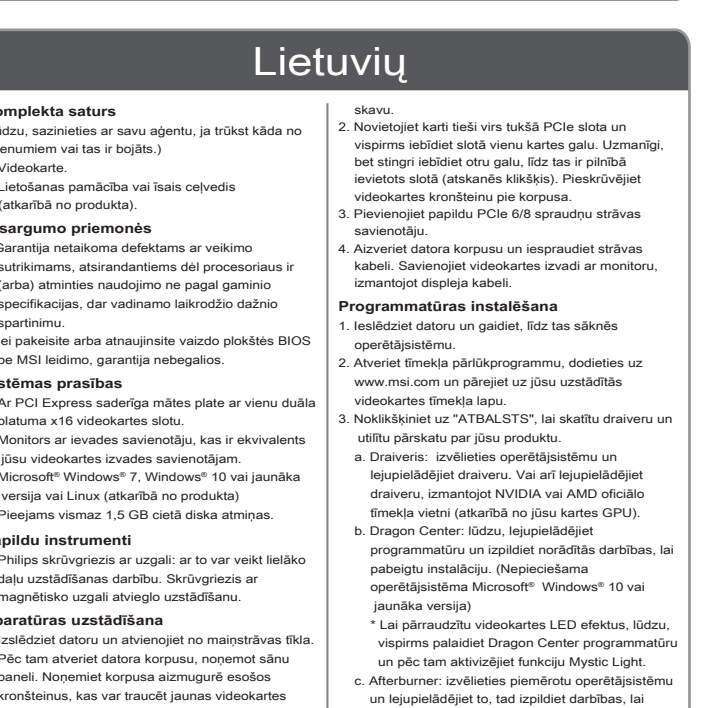 Lietuvių
omplekta saturs
ūdzu, sazinieties ar savu aģentu, ja trūkst kāda no
ienumiem vai tas ir bojāts.)
Videokarte.
Lietošanas pamācība vai īsais ceļvedis
(atkarībā no produkta).
sargumo priemonės
Garantija netaikoma defektams ar veikimo
sutrikimams, atsirandantiems dėl procesoriaus ir
(arba) atminties naudojimo ne pagal gaminio
specifikacijas, dar vadinamo laikrodžio dažnio
spartinimu.
ei pakeisite arba atnaujinsite vaizdo plokštės BIOS
be MSI leidimo, garantija nebegalios.
stēmas prasības
Ar PCI Express saderīga mātes plate ar vienu duāla
platuma x16 videokartes slotu.
Monitors ar ievades savienotāju, kas ir ekvivalents
jūsu videokartes izvades savienotājam.
Microsoft® Windows® 7, Windows® 10 vai jaunāka
versija vai Linux (atkarībā no produkta)
Pieejams vismaz 1,5 GB cietā diska atmiņas.
pildu instrumenti
Philips skrūvgriezis ar uzgali: ar to var veikt lielāko
daļu uzstādīšanas darbību. Skrūvgriezis ar
magnētisko uzgali atvieglo uzstādīšanu.
paratūras uzstādīšana
Izslēdziet datoru un atvienojiet no maiņstrāvas tīkla.
Pēc tam atveriet datora korpusu, noņemot sānu
paneli. Noņemiet korpusa aizmugurē esošos
kronšteinus, kas var traucēt jaunas videokartes
skavu.
2. Novietojiet karti tieši virs tukšā PCIe slota un
vispirms iebīdiet slotā vienu kartes galu. Uzmanīgi,
bet stingri iebīdiet otru galu, līdz tas ir pilnībā
ievietots slotā (atskanēs klikšķis). Pieskrūvējiet
videokartes kronšteinu pie korpusa.
3. Pievienojiet papildu PCIe 6/8 spraudņu strāvas
savienotāju.
4. Aizveriet datora korpusu un iespraudiet strāvas
kabeli. Savienojiet videokartes izvadi ar monitoru,
izmantojot displeja kabeli.
Programmatūras instalēšana
1. Ieslēdziet datoru un gaidiet, līdz tas sāknēs
operētājsistēmu.
2. Atveriet tīmekļa pārlūkprogrammu, dodieties uz
www.msi.com un pārejiet uz jūsu uzstādītās
videokartes tīmekļa lapu.
3. Noklikšķiniet uz "ATBALSTS", lai skatītu draiveru un
utilītu pārskatu par jūsu produktu.
a. Draiveris: izvēlieties operētājsistēmu un
lejupielādējiet draiveru. Vai arī lejupielādējiet
draiveru, izmantojot NVIDIA vai AMD oficiālo
tīmekļa vietni (atkarībā no jūsu kartes GPU).
b. Dragon Center: lūdzu, lejupielādējiet
programmatūru un izpildiet norādītās darbības, lai
pabeigtu instalāciju. (Nepieciešama
operētājsistēma Microsoft® Windows® 10 vai
jaunāka versija)
* Lai pārraudzītu videokartes LED efektus, lūdzu,
vispirms palaidiet Dragon Center programmatūru
un pēc tam aktivizējiet funkciju Mystic Light.
c. Afterburner: izvēlieties piemērotu operētājsistēmu
un lejupielādējiet to, tad izpildiet darbības, lai